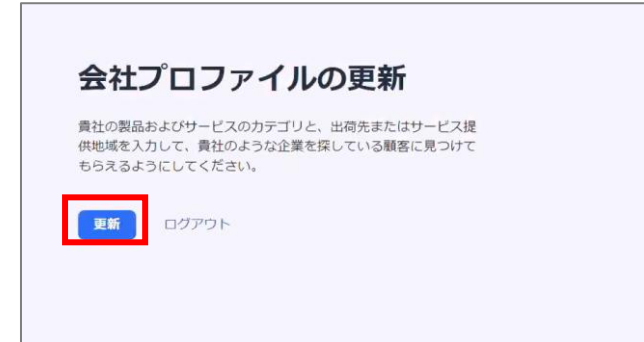 会社プロファイルの更新
貴社の製品およびサービスのカテゴリと、出荷先またはサービス提
供地域を入力して、貴社のような企業を探している顧客に見つけて
もらえるようにしてください。
更新 ログアウト